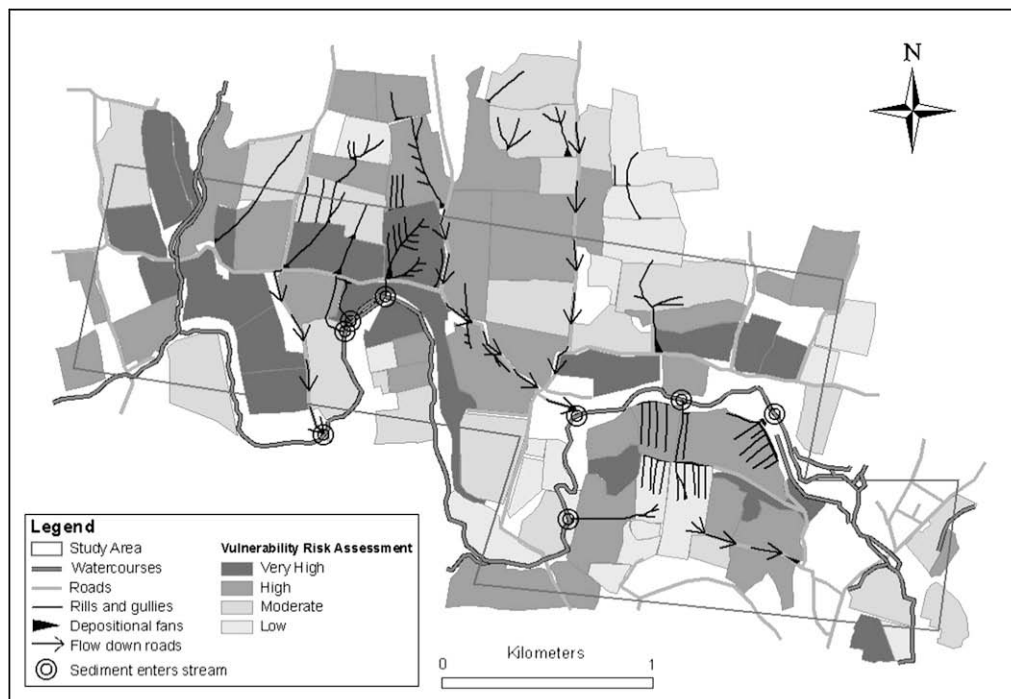 N
Legend
Study Area
Watercourses
Roads
Rills and gullies
Depositional fans
Flow down roads
Sediment enters stream
Vulnerability Risk Assessment
Very High
High
Moderate
Low
Kilometers
0 1